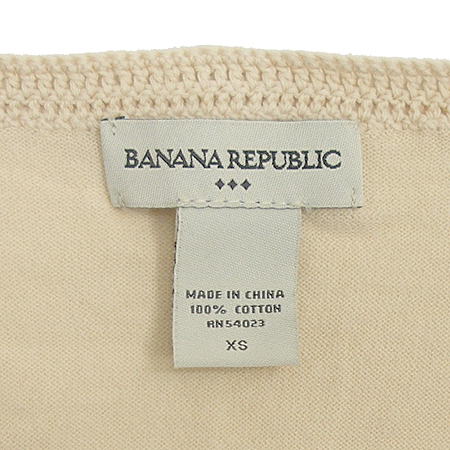 BANANA REPUBLIC
MADE IN CHINA
100% COTTON
RN54023
XS